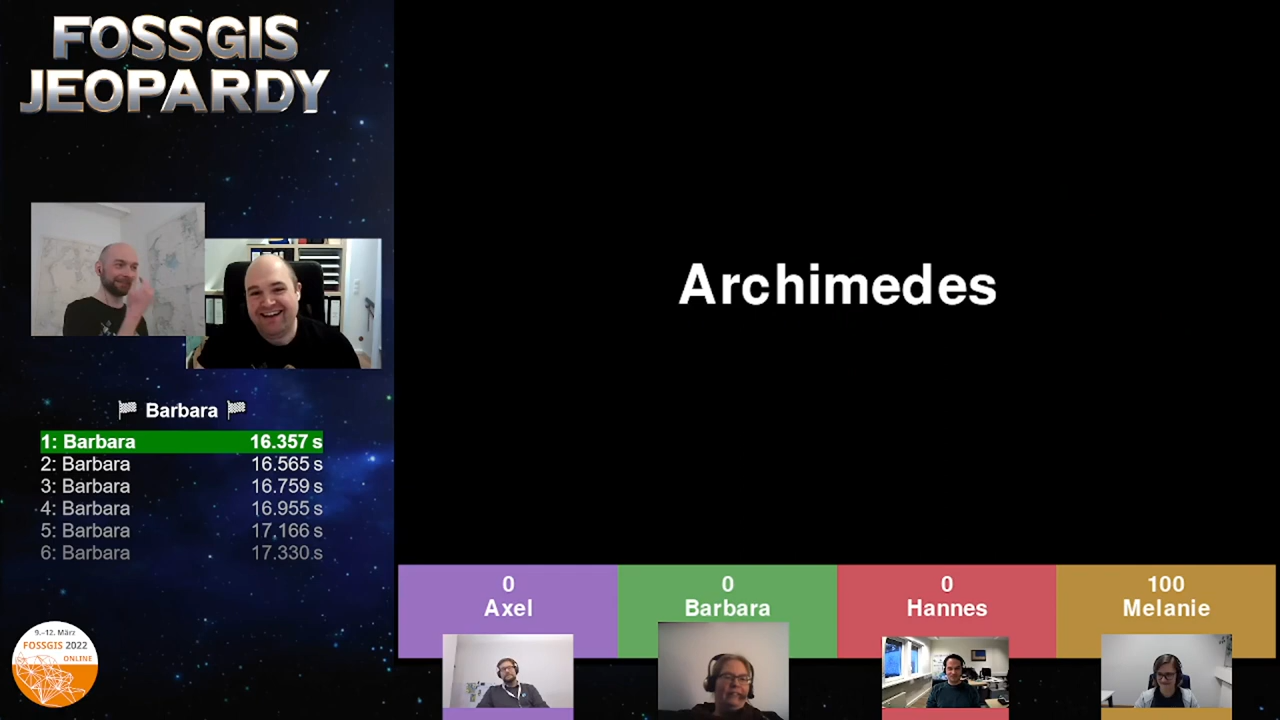 FOSSGIS
JEOPARDY
Archimedes
Barbara
1: Barbara 16.357 s
2: Barbara 16.565 s
3: Barbara 16.759 s
4: Barbara 16.955 s
5: Barbara 17.166 s
6: Barbara 17.330 s
0
Axel
0
Barbara
0
Hannes
100
Melanie
9.–12. März
FOSSGIS 2022
ONLINE